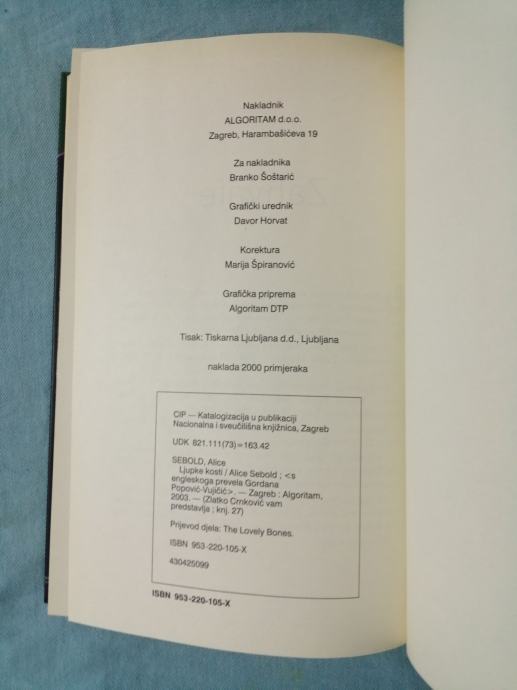 Nakladnik
ALGORITAM d.o.o.
Zagreb, Harambašićeva 19
Za nakladnika
Branko Šoštarić
Grafički urednik
Davor Horvat
Korektura
Marija Špiranović
Grafička priprema
Algoritam DTP
Tisak: Tiskarna Ljubljana d.d., Ljubljana
naklada 2000 primjeraka
CIP — Katalogizacija u publikaciji
Nacionalna i sveučilišna knjižnica, Zagreb
UDK 821.111(73)=163.42
SEBOLD, Alice
Ljupke kosti / Alice Sebold ; <s
engleskoga prevela Gordana
Popović-Vujičić>. — Zagreb : Algoritam,
2003. — (Zlatko Crnković vam
predstavlja ; knj. 27)
Prijevod djela: The Lovely Bones.
ISBN 953-220-105-X
430425099
ISBN 953-220-105-X